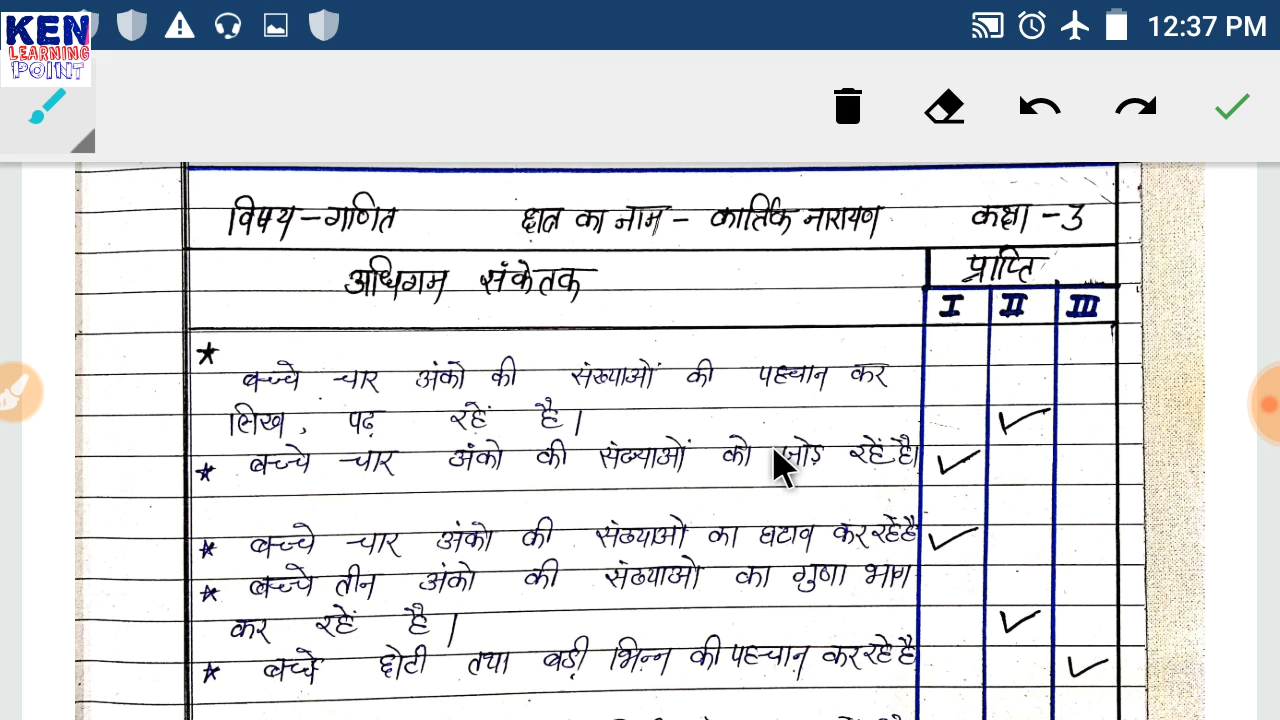 KEN
LEARNING
POINT
12:37 PM
विषय - गणित छात्र का नाम - कार्तिक नारायण कक्षा - 3
अधिगम संकेतक प्राप्ति
I II III
★ बच्चे चार अंको की संख्याओं की पहचान कर
लिख, पढ़ रहें है।
★ बच्चे चार अंको की संख्याओं को जोड़ रहें है।
★ बच्चे चार अंको की संख्याओ का घटाव कर रहें है
★ बच्चे तीन अंको की संख्याओ का गुणा भाग
कर रहें है।
★ बच्चे छोटी तथा बड़ी भिन्न की पहचान कर रहे है